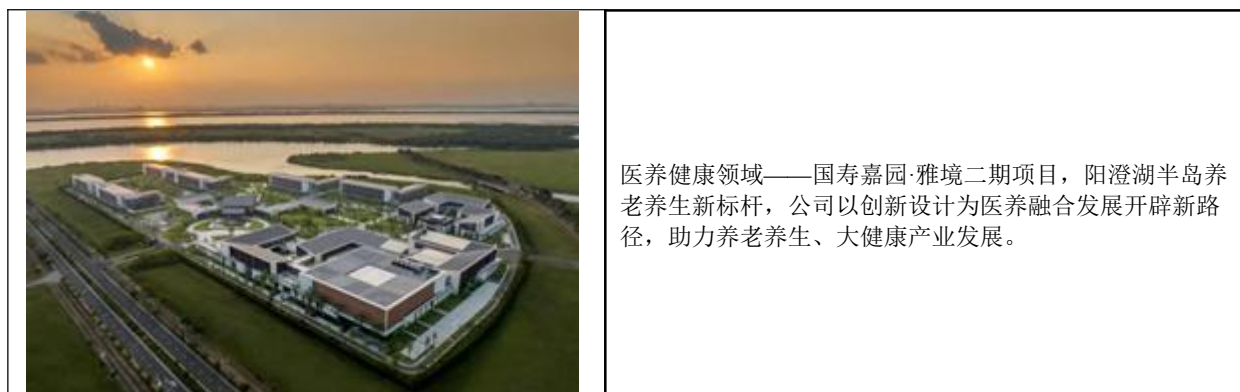 医养健康领域——国寿嘉园·雅境二期项目，阳澄湖半岛养
老养生新标杆，公司以创新设计为医养融合发展开辟新路
径，助力养老养生、大健康产业发展。